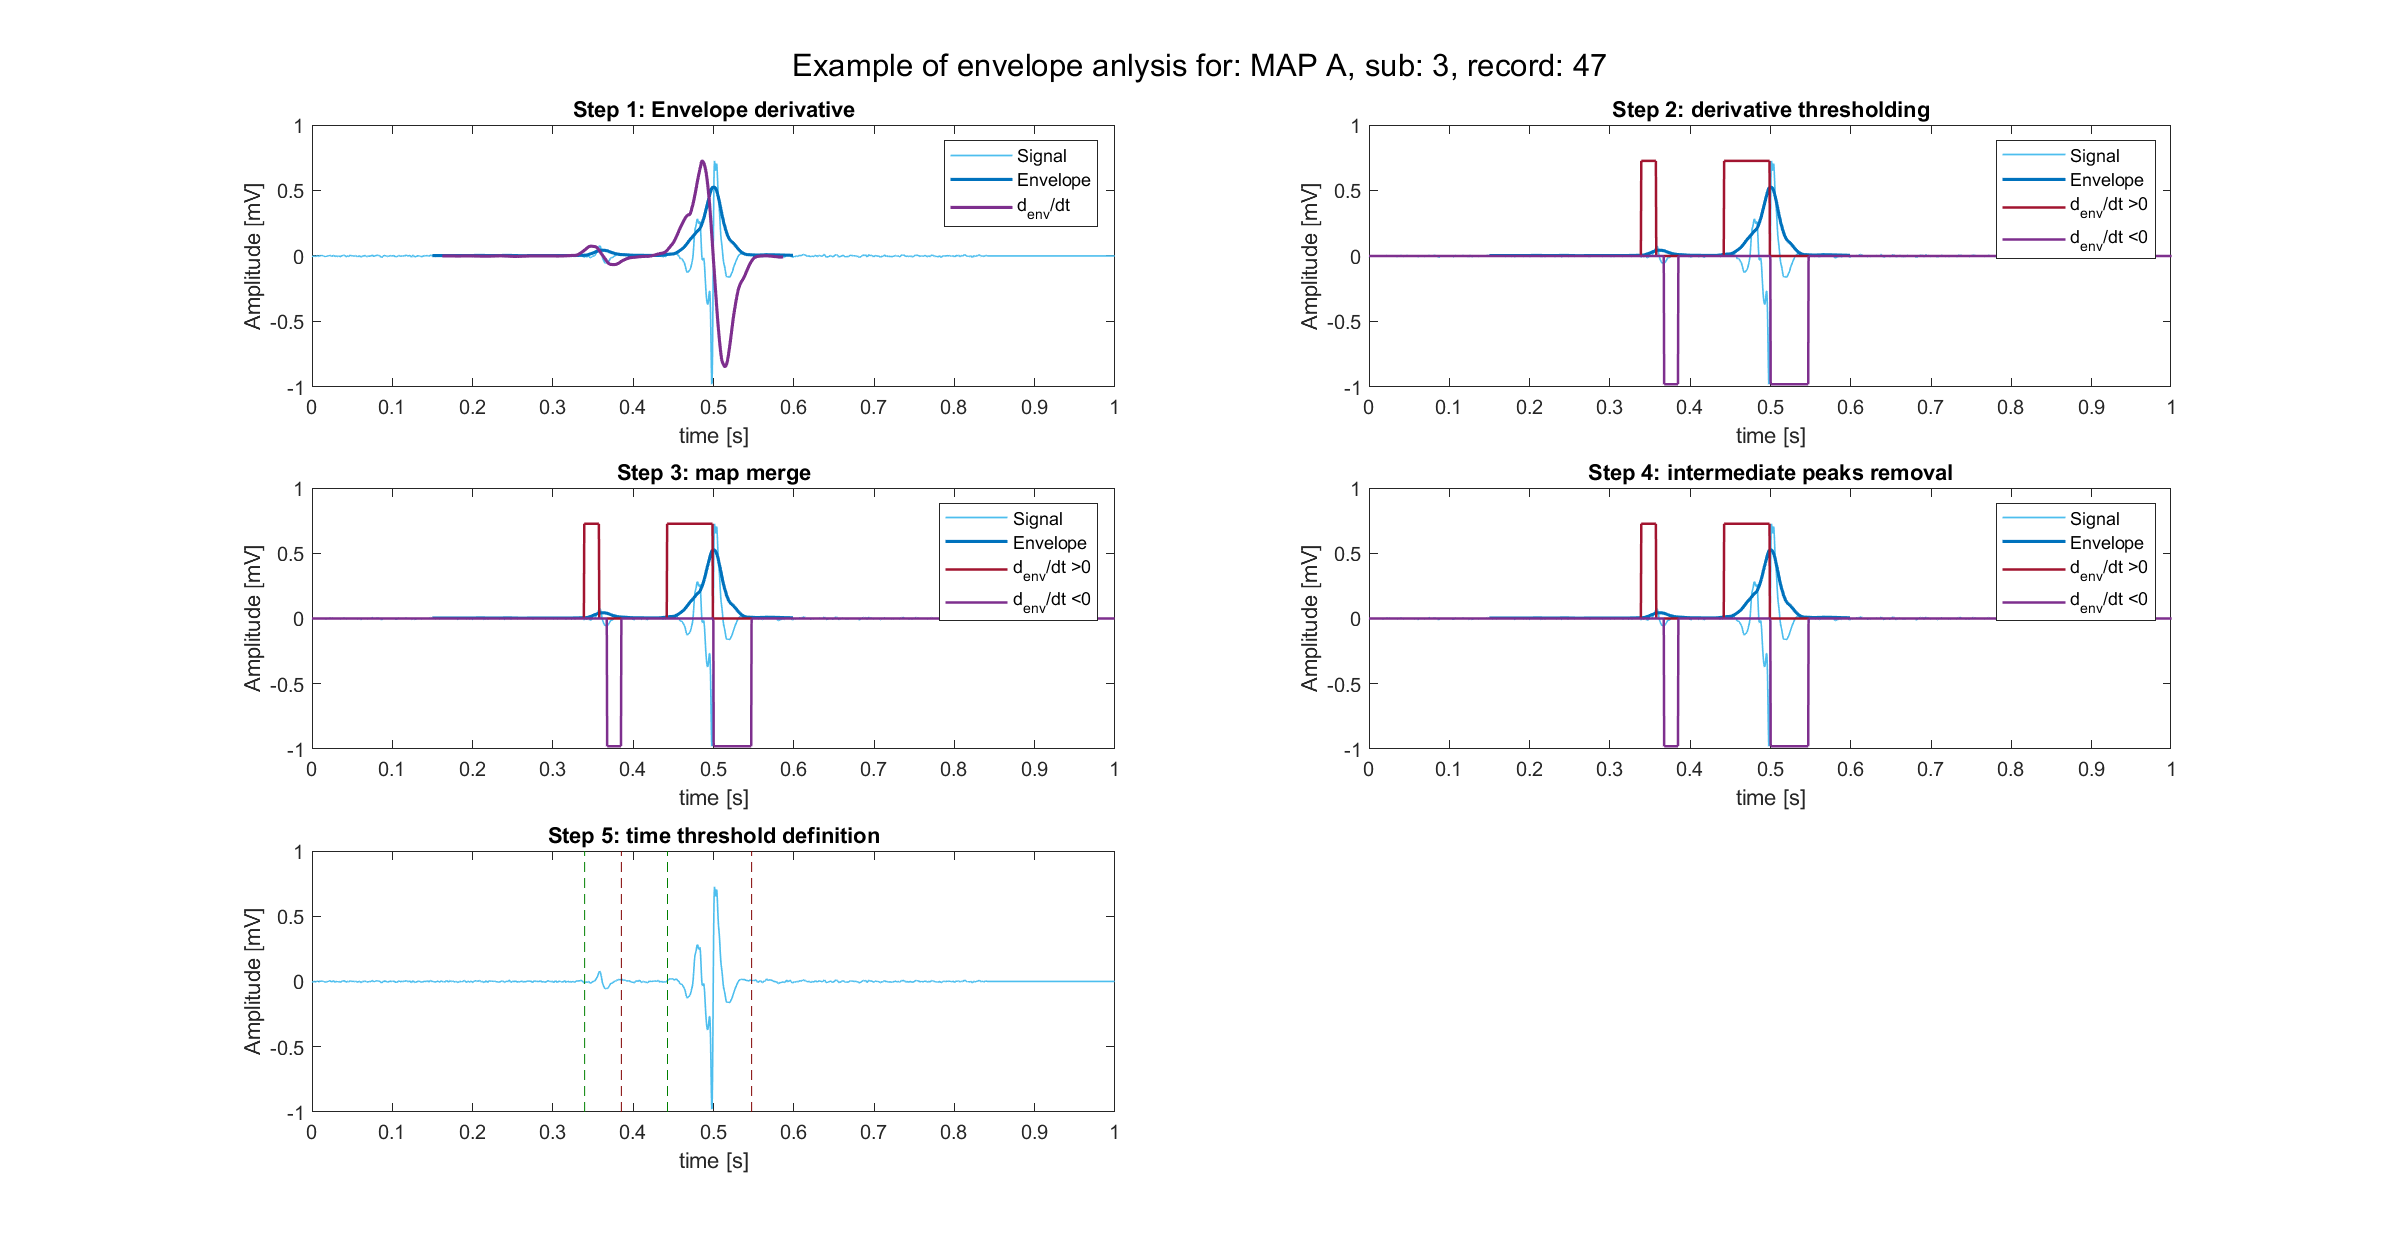 Example of envelope anlysis for: MAP A, sub: 3, record: 47
Step 1: Envelope derivative
1
0.5
0
-0.5
-1
Amplitude [mV]
0 0.1 0.2 0.3 0.4 0.5 0.6 0.7 0.8 0.9 1
time [s]
Signal
Envelope
d_env/dt
Step 2: derivative thresholding
1
0.5
0
-0.5
-1
Amplitude [mV]
0 0.1 0.2 0.3 0.4 0.5 0.6 0.7 0.8 0.9 1
time [s]
Signal
Envelope
d_env/dt >0
d_env/dt <0
Step 3: map merge
1
0.5
0
-0.5
-1
Amplitude [mV]
0 0.1 0.2 0.3 0.4 0.5 0.6 0.7 0.8 0.9 1
time [s]
Signal
Envelope
d_env/dt >0
d_env/dt <0
Step 4: intermediate peaks removal
1
0.5
0
-0.5
-1
Amplitude [mV]
0 0.1 0.2 0.3 0.4 0.5 0.6 0.7 0.8 0.9 1
time [s]
Signal
Envelope
d_env/dt >0
d_env/dt <0
Step 5: time threshold definition
1
0.5
0
-0.5
-1
Amplitude [mV]
0 0.1 0.2 0.3 0.4 0.5 0.6 0.7 0.8 0.9 1
time [s]